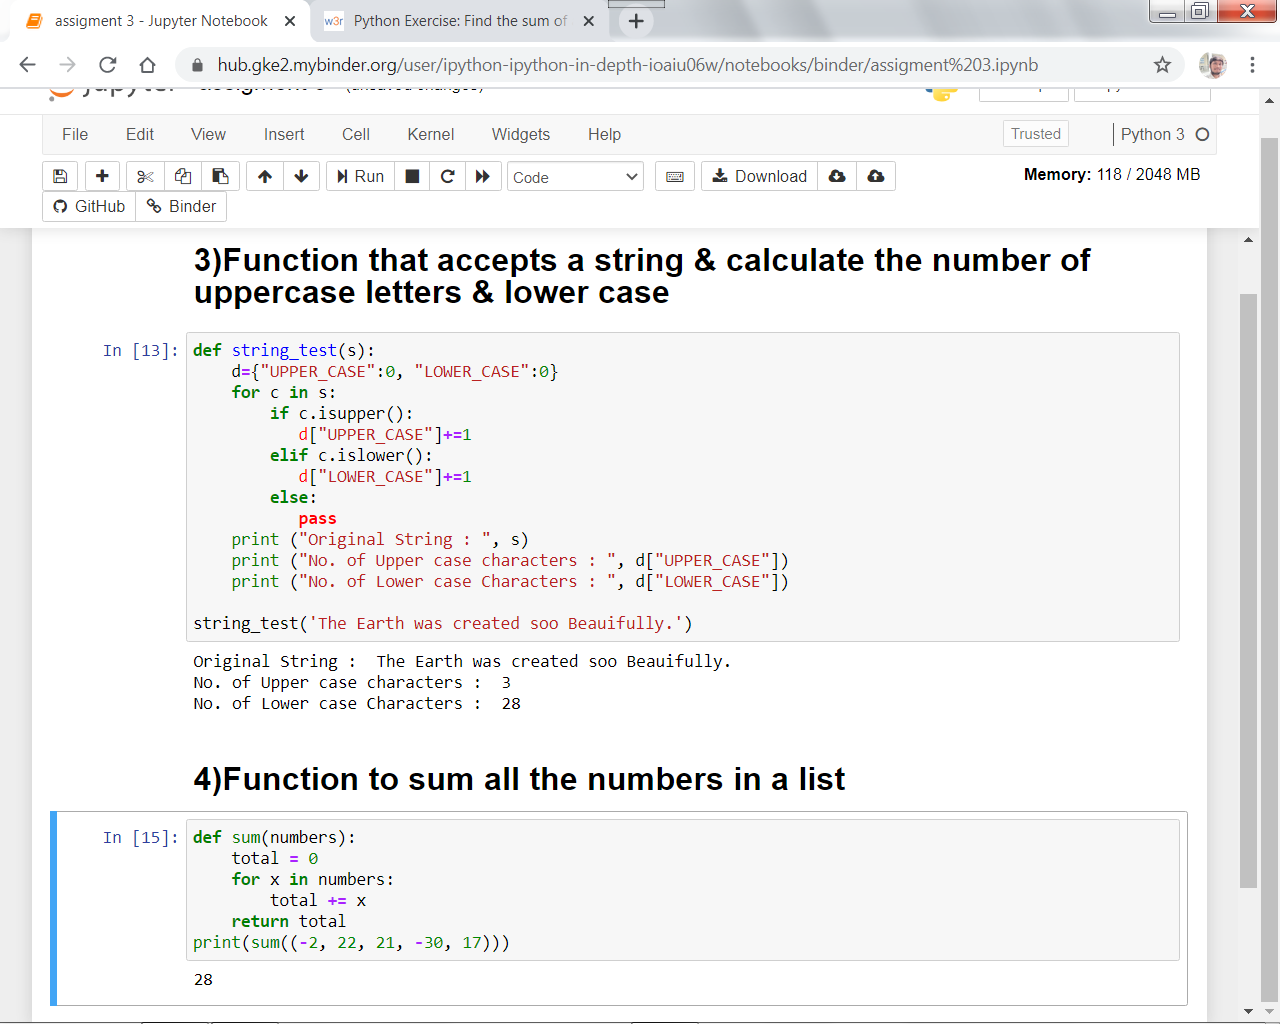 assigment 3 - Jupyter Notebook
w3r Python Exercise: Find the sum of
hub.gke2.mybinder.org/user/ipython-ipython-in-depth-ioaiu06w/notebooks/binder/assigment%203.ipynb
File Edit View Insert Cell Kernel Widgets Help Trusted Python 3
Run Code Download Memory: 118 / 2048 MB
GitHub Binder
3)Function that accepts a string & calculate the number of
uppercase letters & lower case
In [13]: def string_test(s):
    d={"UPPER_CASE":0, "LOWER_CASE":0}
    for c in s:
        if c.isupper():
           d["UPPER_CASE"]+=1
        elif c.islower():
           d["LOWER_CASE"]+=1
        else:
           pass
    print ("Original String : ", s)
    print ("No. of Upper case characters : ", d["UPPER_CASE"])
    print ("No. of Lower case Characters : ", d["LOWER_CASE"])
string_test('The Earth was created soo Beauifully.')
Original String :  The Earth was created soo Beauifully.
No. of Upper case characters :  3
No. of Lower case Characters :  28
4)Function to sum all the numbers in a list
In [15]: def sum(numbers):
    total = 0
    for x in numbers:
        total += x
    return total
print(sum((-2, 22, 21, -30, 17)))
28